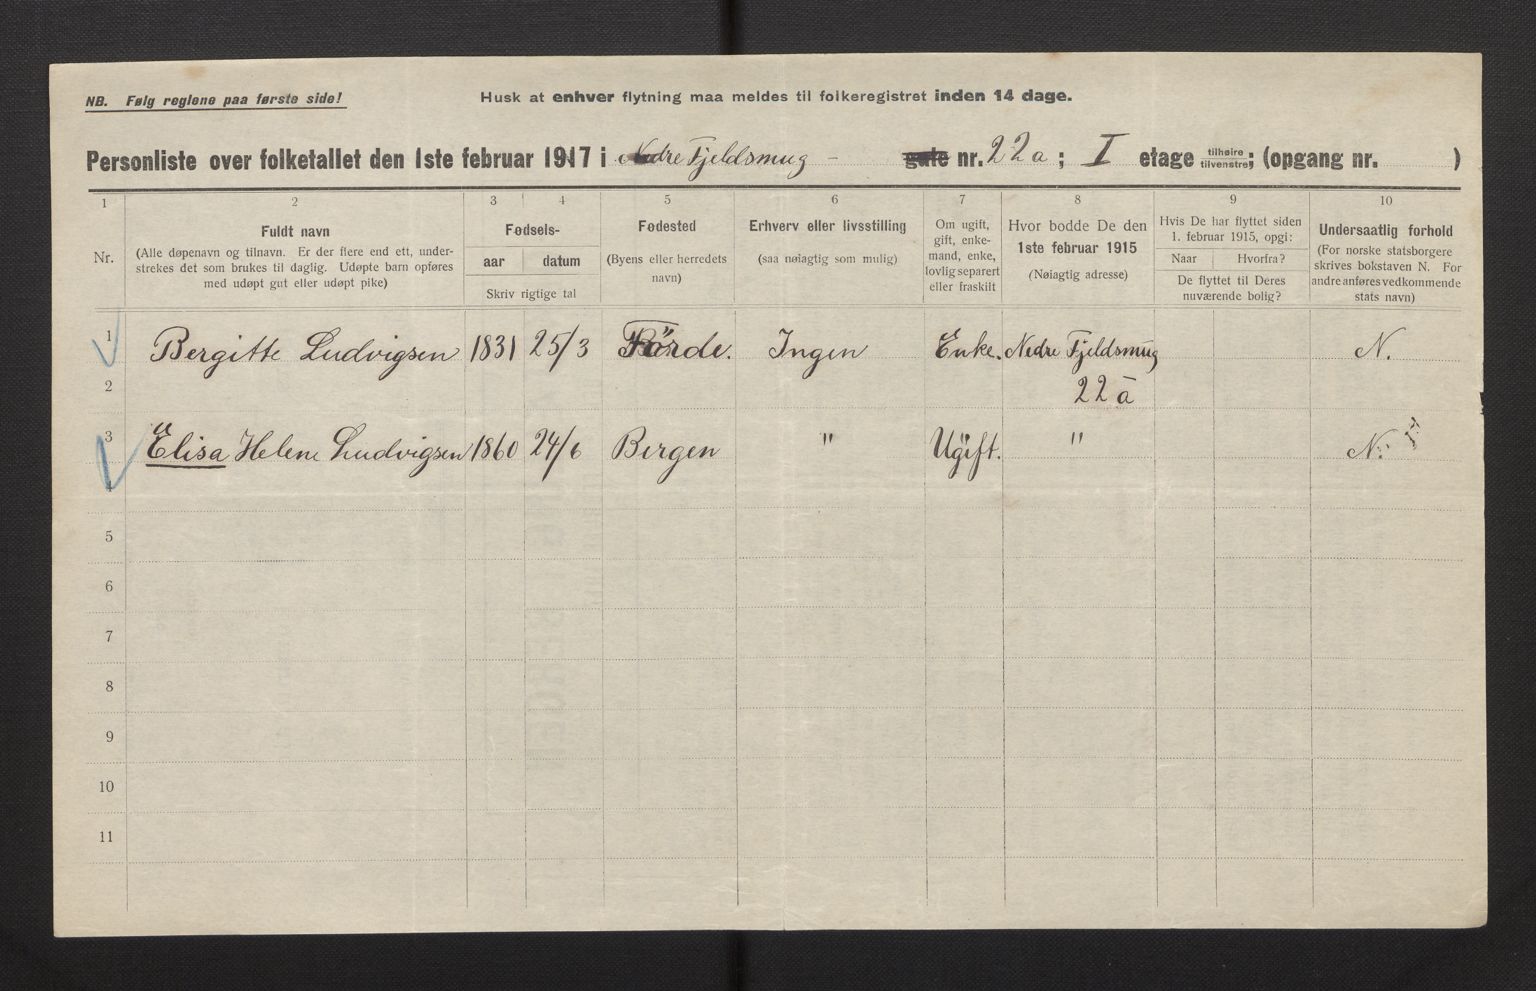 NB. Følg reglene paa første side!
Husk at enhver flytning maa meldes til folkeregistret inden 14 dage.
Personliste over folketallet den 1ste februar 1917 i Nedre Fjeldsmug - gate nr. 22a ; I etage tilhøire tilvenstre; (opgang nr. )
1 2 3 4 5 6 7 8 9 10
Nr.
Fuldt navn
(Alle døpenavn og tilnavn. Er der flere end ett, under-
strekes det som brukes til daglig. Udøpte barn opføres
med udøpt gut eller udøpt pike)
Fødsels-
aar datum
Skriv rigtige tal
Fødested
(Byens eller herredets
navn)
Erhverv eller livsstilling
(saa nøiagtig som mulig)
Om ugift,
gift, enke-
mand, enke,
lovlig separert
eller fraskilt
Hvor bodde De den
1ste februar 1915
(Nøiagtig adresse)
Hvis De har flyttet siden
1. februar 1915, opgi:
Naar Hvorfra?
De flyttet til Deres
nuværende bolig?
Undersaatlig forhold
(For norske statsborgere
skrives bokstaven N. For
andre anføres vedkommende
stats navn)
1 Bergitte Ludvigsen 1831 25/3 Førde. Ingen Enke. Nedre Fjeldsmug N.
2 22 a
3 Elisa Helene Ludvigsen 1860 24/6 Bergen " Ugift. " N.
4
5
6
7
8
9
10
11